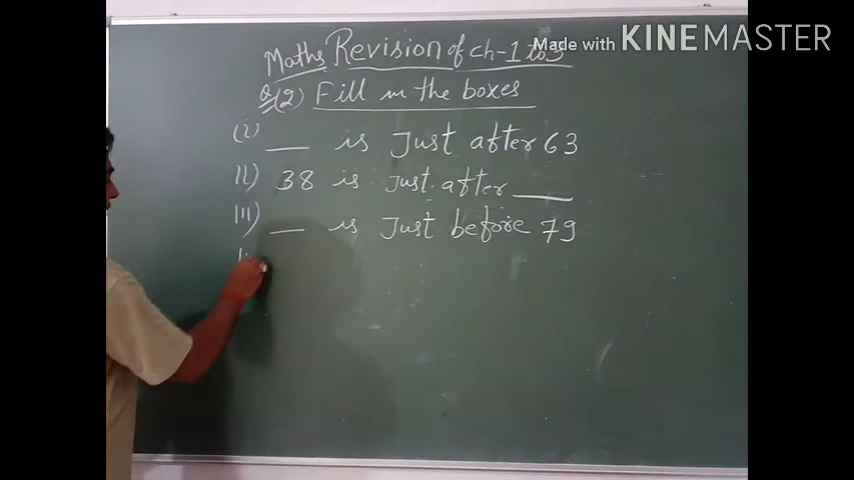 Made with KINEMASTER
Maths Revision of ch-1 to 3
Q(2) Fill in the boxes
(i) __ is Just after 63
II) 38 is Just after ___
III) __ is Just before 79